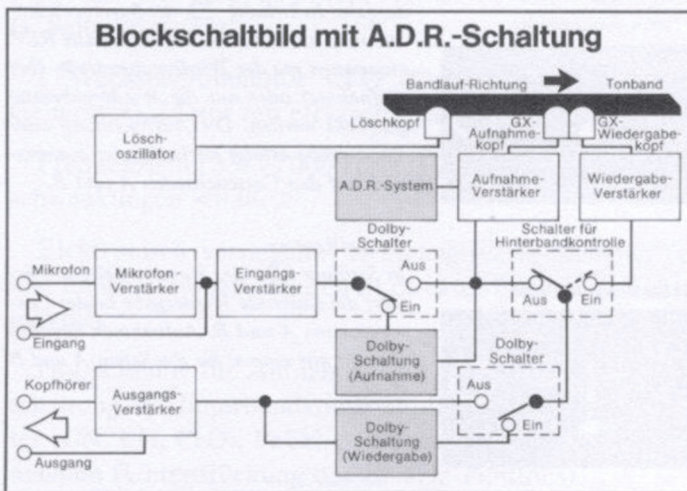 Blockschaltbild mit A.D.R.-Schaltung
Bandlauf-Richtung
Tonband
Löschkopf
GX-
Aufnahme-
kopf
GX-
Wiedergabe-
kopf
Lösch-
oszillator
A.D.R.-System
Aufnahme-
Verstärker
Wiedergabe-
Verstärker
Dolby-
Schalter
Schalter für
Hinterbandkontrolle
Mikrofon
Mikrofon-
Verstärker
Eingangs-
Verstärker
Aus
Ein
Aus
Ein
Eingang
Kopfhörer
Ausgangs-
Verstärker
Dolby-
Schaltung
(Aufnahme)
Dolby-
Schalter
Aus
Ein
Ausgang
Dolby-
Schaltung
(Wiedergabe)